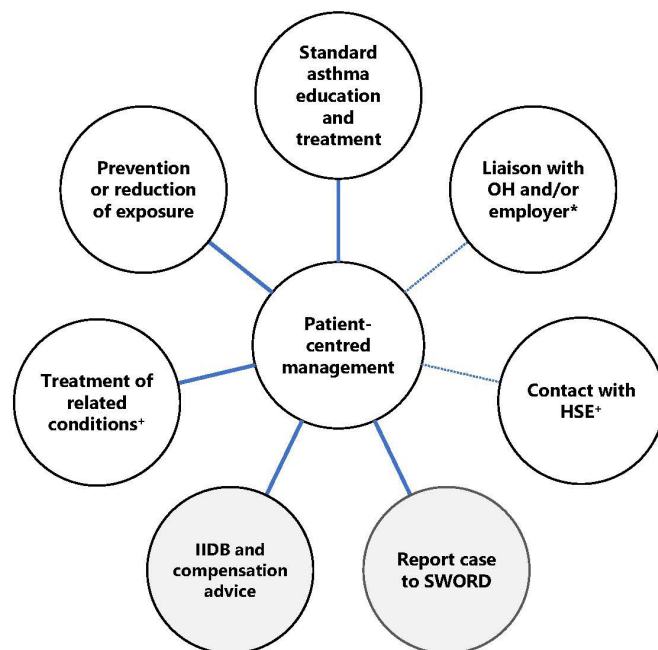 Standard
asthma
education
and
treatment
Prevention
or reduction
of exposure
Liaison with
OH and/or
employer*
Patient-
centred
management
Treatment of
related
conditions⁺
Contact with
HSE⁺
IIDB and
compensation
advice
Report case
to SWORD